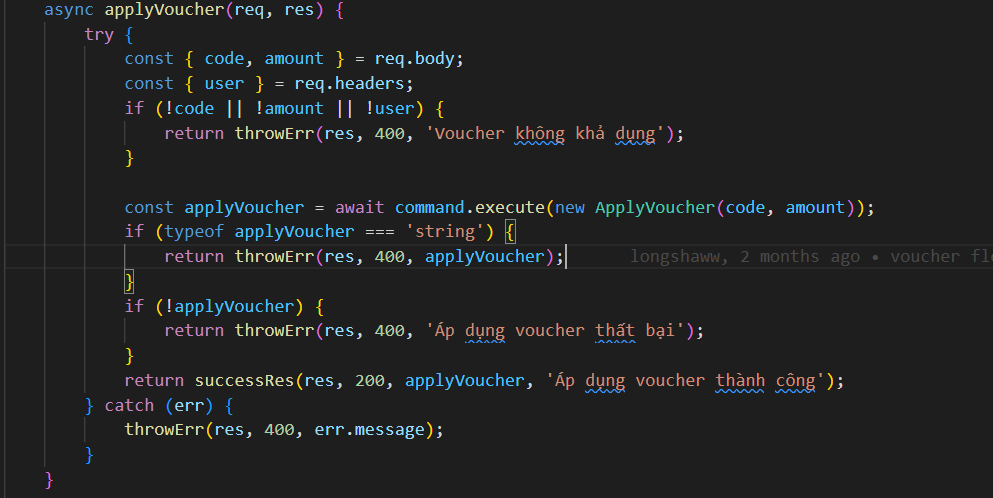 async applyVoucher(req, res) {
try {
const { code, amount } = req.body;
const { user } = req.headers;
if (!code || !amount || !user) {
return throwErr(res, 400, 'Voucher không khả dụng');
}
const applyVoucher = await command.execute(new ApplyVoucher(code, amount));
if (typeof applyVoucher === 'string') {
return throwErr(res, 400, applyVoucher); longshaww, 2 months ago • voucher
}
if (!applyVoucher) {
return throwErr(res, 400, 'Áp dụng voucher thất bại');
}
return successRes(res, 200, applyVoucher, 'Áp dụng voucher thành công');
} catch (err) {
throwErr(res, 400, err.message);
}
}